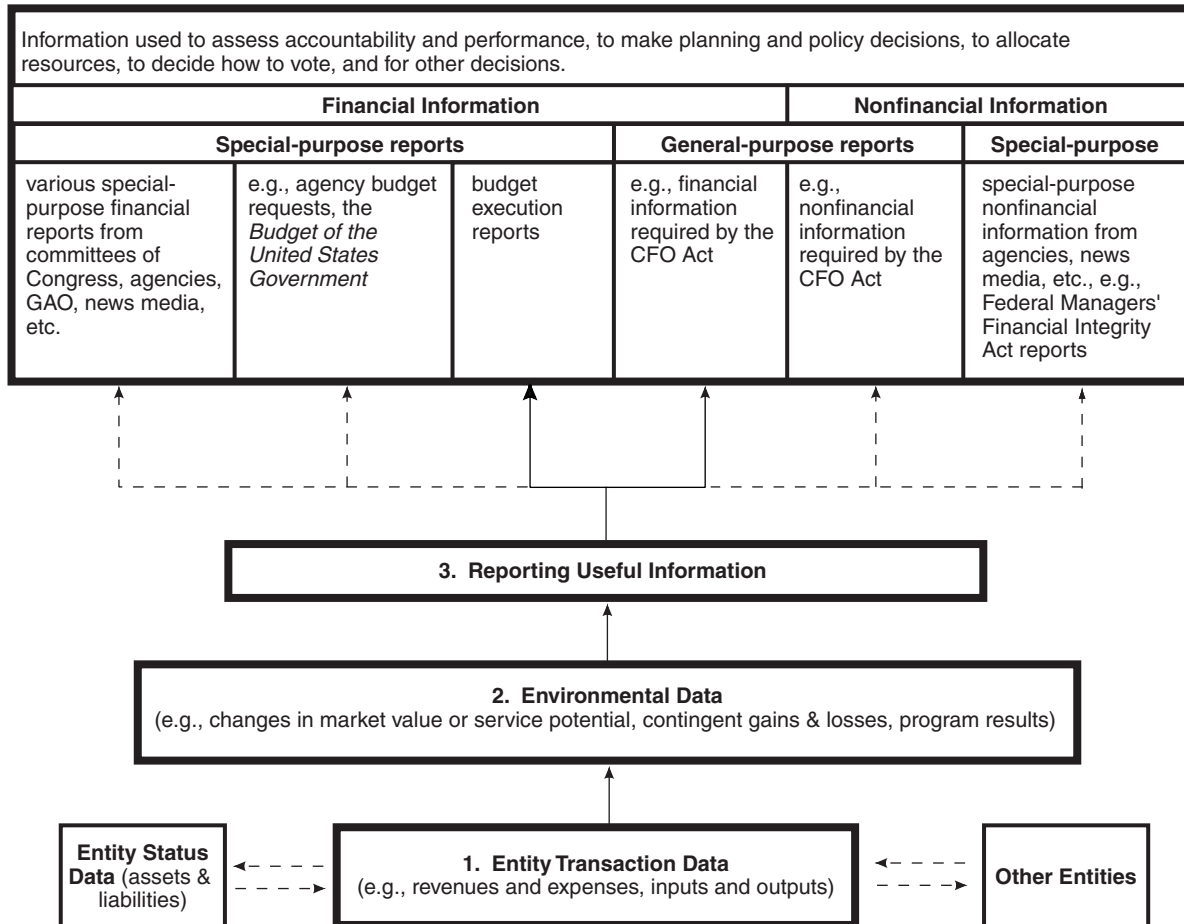 Information used to assess accountability and performance, to make planning and policy decisions, to allocate
resources, to decide how to vote, and for other decisions.
Financial Information
Nonfinancial Information
Special-purpose reports
General-purpose reports
Special-purpose
various special-
purpose financial
reports from
committees of
Congress, agencies,
GAO, news media,
etc.
e.g., agency budget
requests, the
Budget of the
United States
Government
budget
execution
reports
e.g., financial
information
required by the
CFO Act
e.g.,
nonfinancial
information
required by the
CFO Act
special-purpose
nonfinancial
information from
agencies, news
media, etc., e.g.,
Federal Managers'
Financial Integrity
Act reports
3. Reporting Useful Information
2. Environmental Data
(e.g., changes in market value or service potential, contingent gains & losses, program results)
Entity Status
Data (assets &
liabilities)
1. Entity Transaction Data
(e.g., revenues and expenses, inputs and outputs)
Other Entities